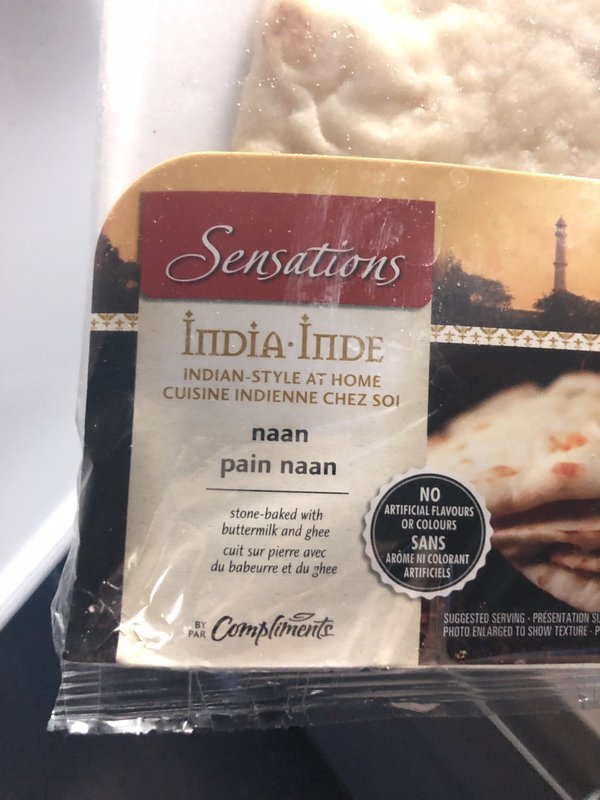 Sensations
INDIA·INDE
INDIAN-STYLE AT HOME
CUISINE INDIENNE CHEZ SOI
naan
pain naan
stone-baked with
buttermilk and ghee
cuit sur pierre avec
du babeurre et du ghee
BY
PAR
Compliments
NO
ARTIFICIAL FLAVOURS
OR COLOURS
SANS
ARÔME NI COLORANT
ARTIFICIELS
SUGGESTED SERVING · PRÉSENTATION
PHOTO ENLARGED TO SHOW TEXTURE ·